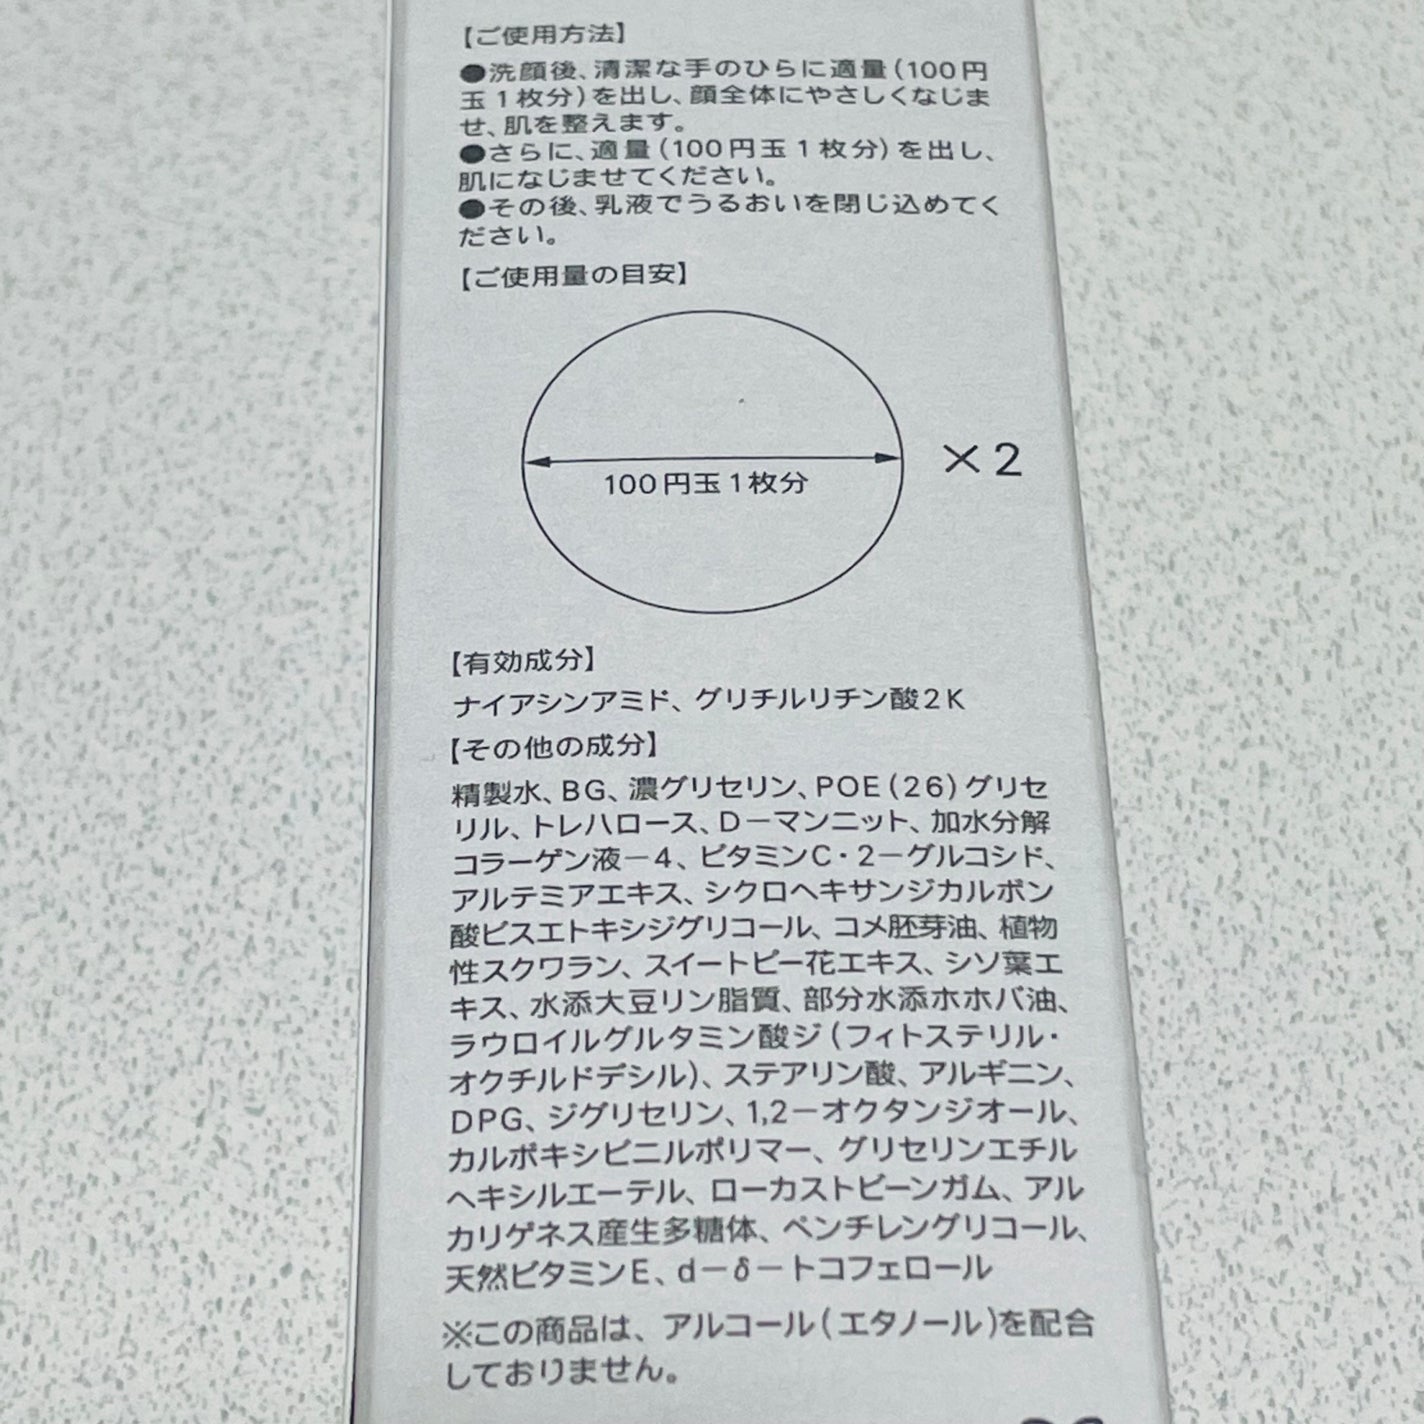 【ご使用方法】
●洗顔後、清潔な手のひらに適量(100円
玉1枚分)を出し、顔全体にやさしくなじま
せ、肌を整えます。
●さらに、適量(100円玉1枚分)を出し、
肌になじませてください。
●その後、乳液でうるおいを閉じ込めてく
ださい。
【ご使用量の目安】
100円玉1枚分
×2
【有効成分】
ナイアシンアミド、グリチルリチン酸2K
【その他の成分】
精製水、BG、濃グリセリン、POE(26)グリセ
リル、トレハロース、D-マンニット、加水分解
コラーゲン液-4、ビタミンC・2-グルコシド、
アルテミアエキス、シクロヘキサンジカルボン
酸ビスエトキシジグリコール、コメ胚芽油、植物
性スクワラン、スイートピー花エキス、シソ葉エ
キス、水添大豆リン脂質、部分水添ホホバ油、
ラウロイルグルタミン酸ジ(フィトステリル・
オクチルドデシル)、ステアリン酸、アルギニン、
DPG、ジグリセリン、1,2-オクタンジオール、
カルボキシビニルポリマー、グリセリンエチル
ヘキシルエーテル、ローカストビーンガム、アル
カリゲネス産生多糖体、ペンチレングリコール、
天然ビタミンE、d-δ-トコフェロール
※この商品は、アルコール(エタノール)を配合
しておりません。